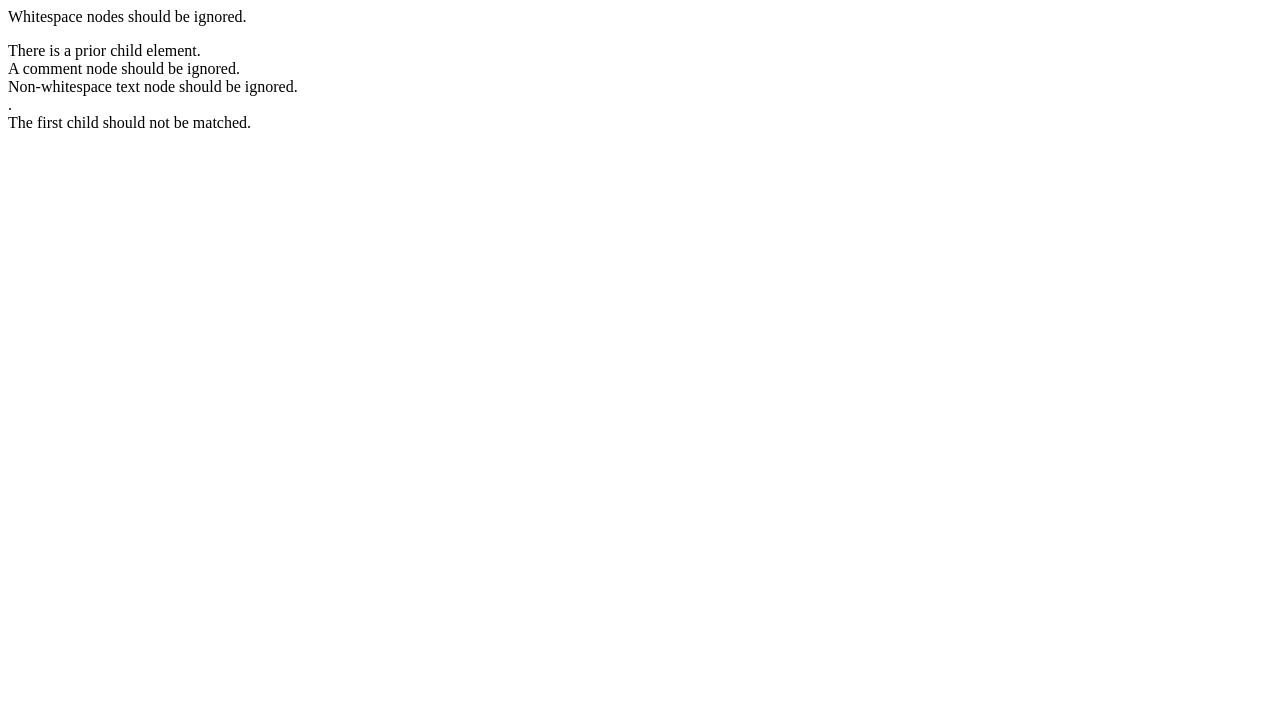 Whitespace nodes should be ignored.
There is a prior child element.
A comment node should be ignored.
Non-whitespace text node should be ignored.
.
The first child should not be matched.